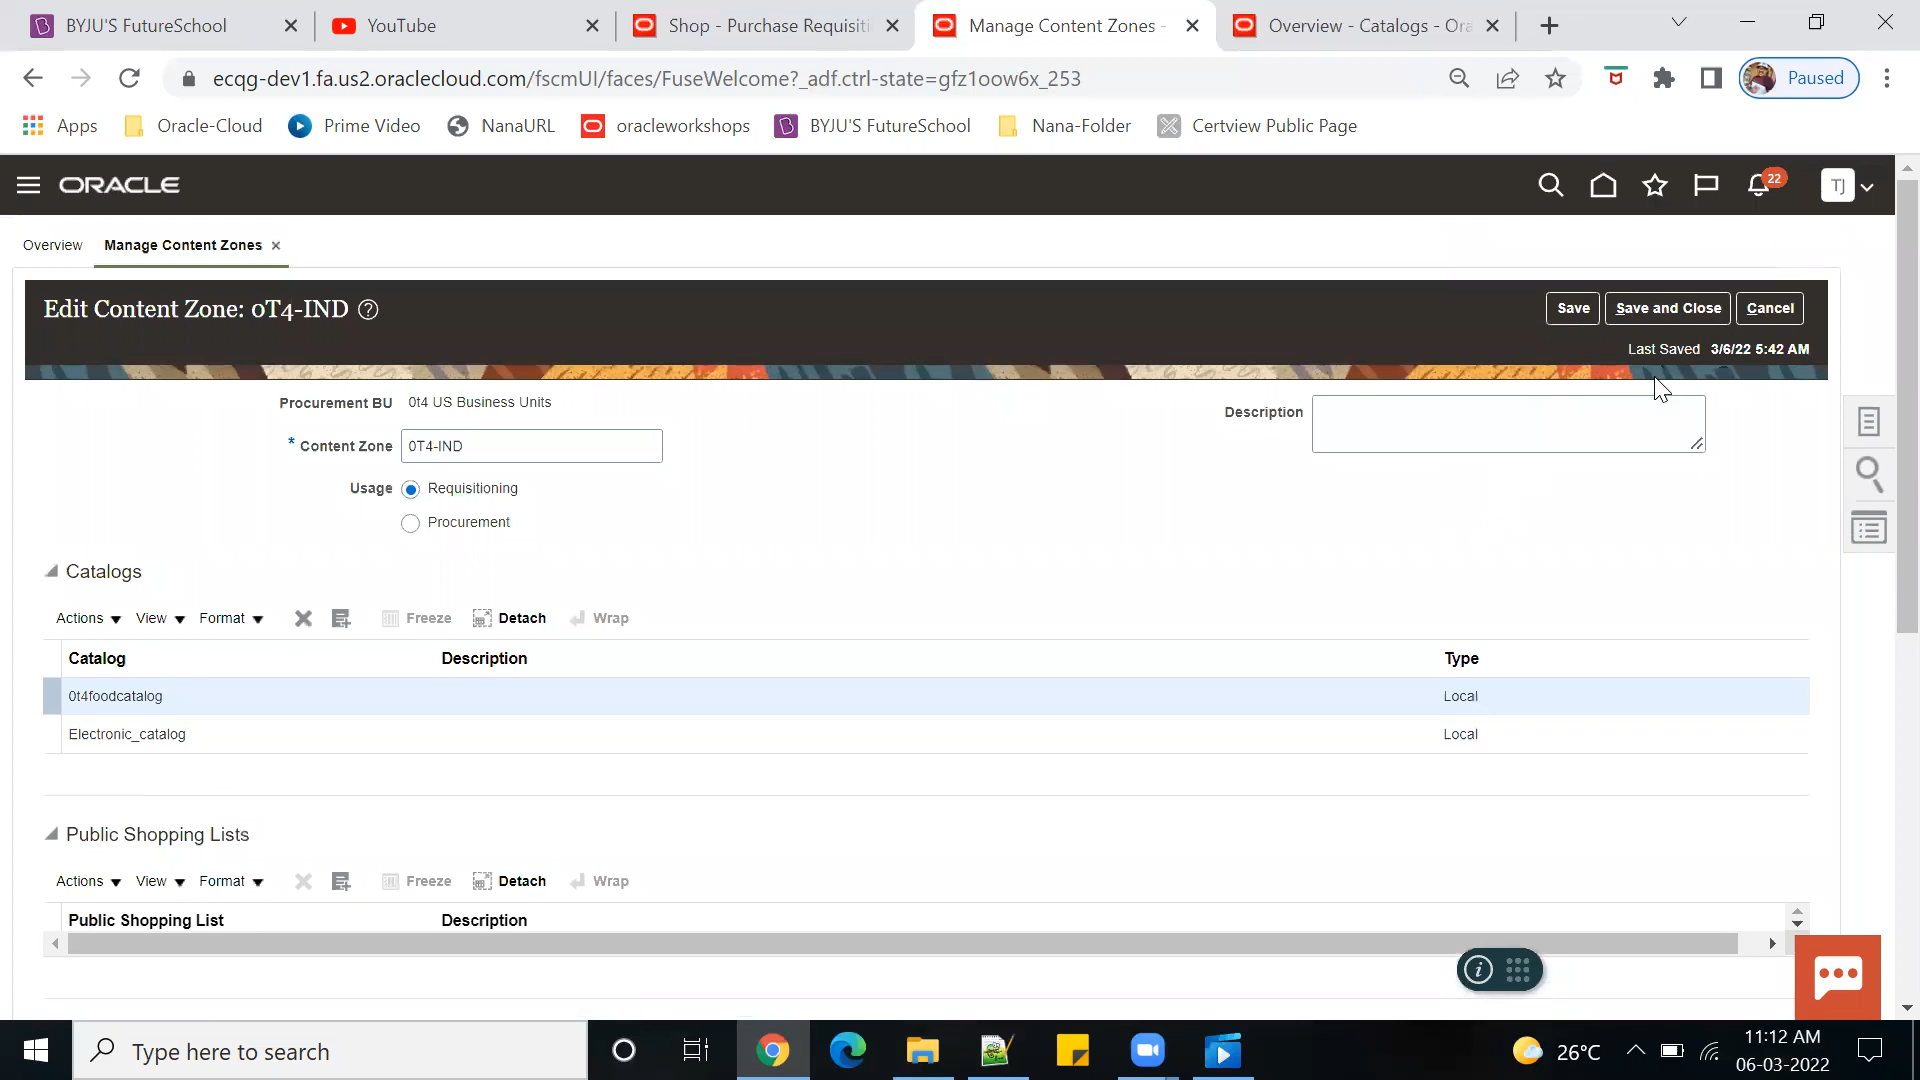 BYJU'S FutureSchool
YouTube
Shop - Purchase Requisiti
Manage Content Zones -
Overview - Catalogs - Ora
ecqg-dev1.fa.us2.oraclecloud.com/fscmUI/faces/FuseWelcome?_adf.ctrl-state=gfz1oow6x_253
Paused
Apps
Oracle-Cloud
Prime Video
NanaURL
oracleworkshops
BYJU'S FutureSchool
Nana-Folder
Certview Public Page
ORACLE
22
TJ
Overview
Manage Content Zones
Edit Content Zone: 0T4-IND
Save
Save and Close
Cancel
Last Saved 3/6/22 5:42 AM
Procurement BU 0t4 US Business Units
Description
* Content Zone 0T4-IND
Usage Requisitioning
Procurement
Catalogs
Actions View Format Freeze Detach Wrap
Catalog Description Type
0t4foodcatalog Local
Electronic_catalog Local
Public Shopping Lists
Actions View Format Freeze Detach Wrap
Public Shopping List Description
Type here to search
26°C
11:12 AM
06-03-2022